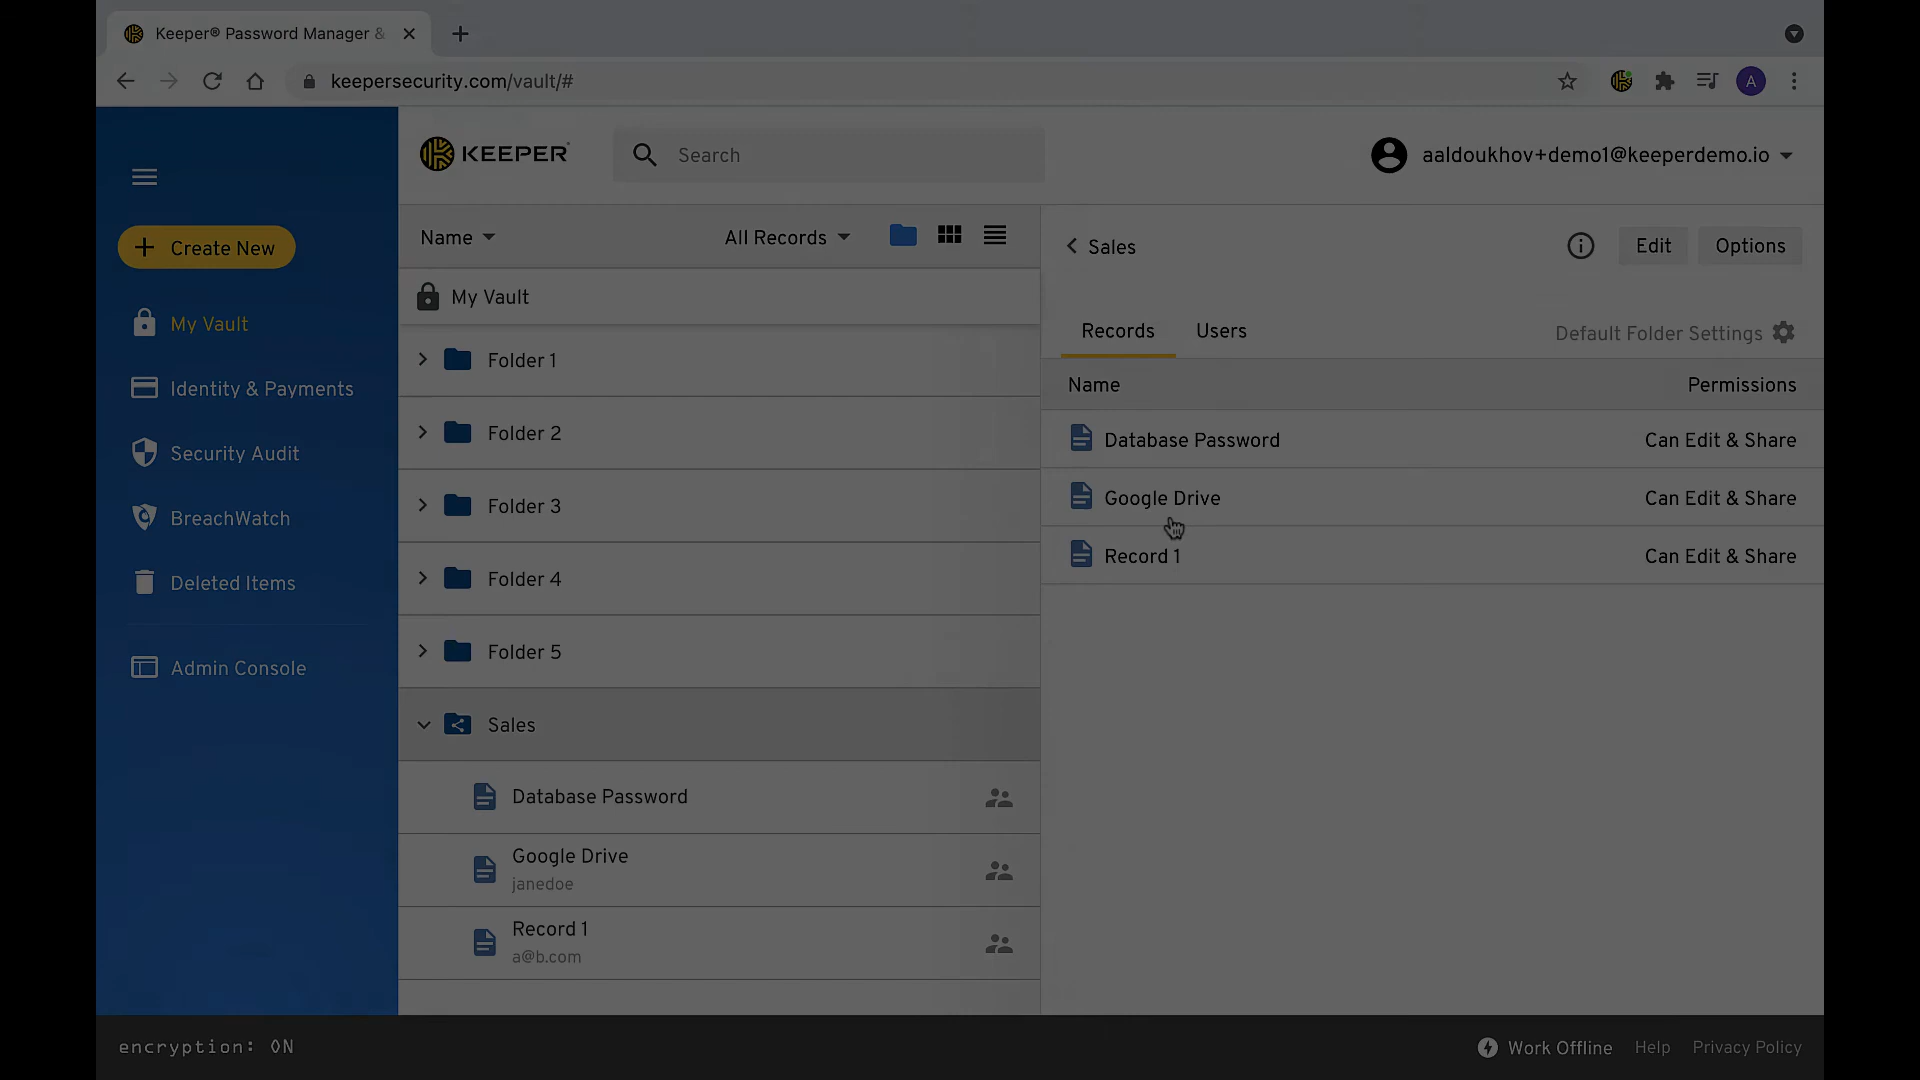 Keeper® Password Manager &
keepersecurity.com/vault/#
A
KEEPER
Search
aaldoukhov+demo1@keeperdemo.io
Create New
My Vault
Identity & Payments
Security Audit
BreachWatch
Deleted Items
Admin Console
Name
All Records
My Vault
Folder 1
Folder 2
Folder 3
Folder 4
Folder 5
Sales
Database Password
Google Drive
janedoe
Record 1
a@b.com
Sales
Edit
Options
Records
Users
Default Folder Settings
Name
Permissions
Database Password
Can Edit & Share
Google Drive
Can Edit & Share
Record 1
Can Edit & Share
encryption: ON
Work Offline
Help
Privacy Policy